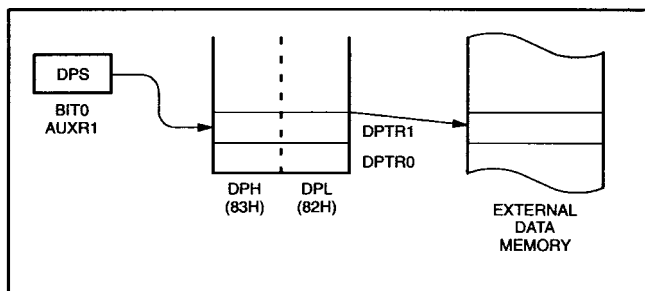 DPS
BIT0
AUXR1
DPTR1
DPTR0
DPH
(83H)
DPL
(82H)
EXTERNAL
DATA
MEMORY